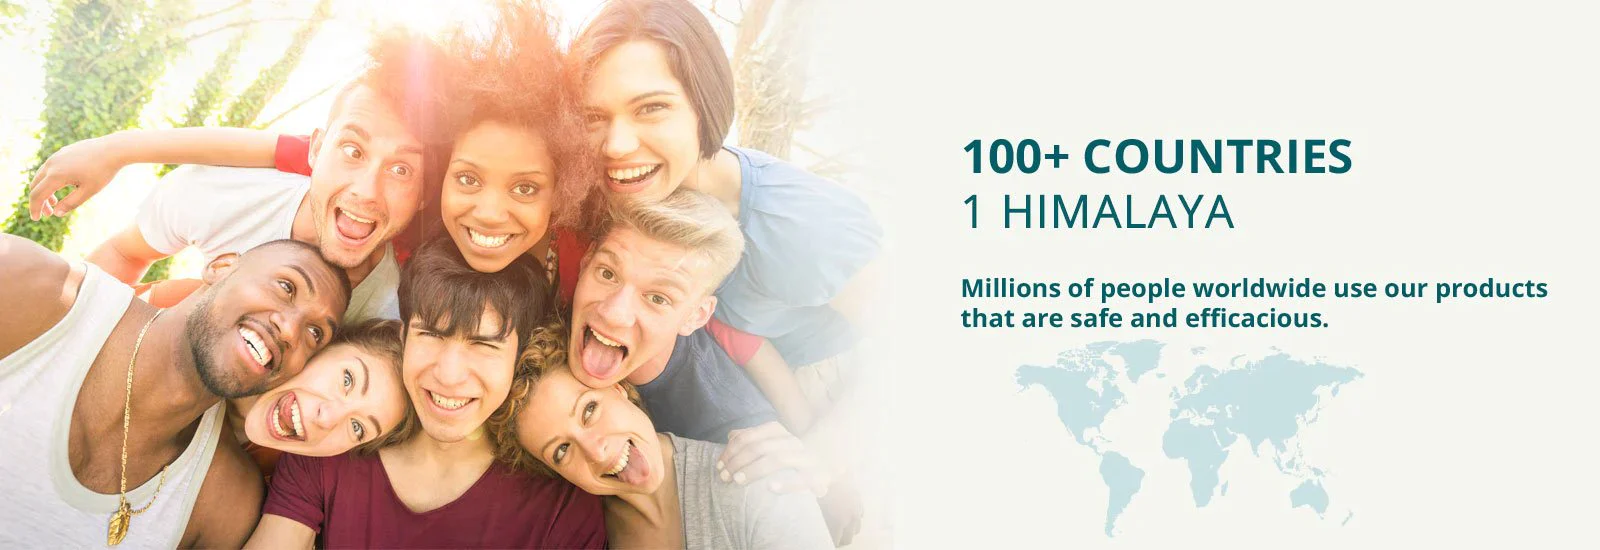 100+ COUNTRIES
1 HIMALAYA
Millions of people worldwide use our products
that are safe and efficacious.